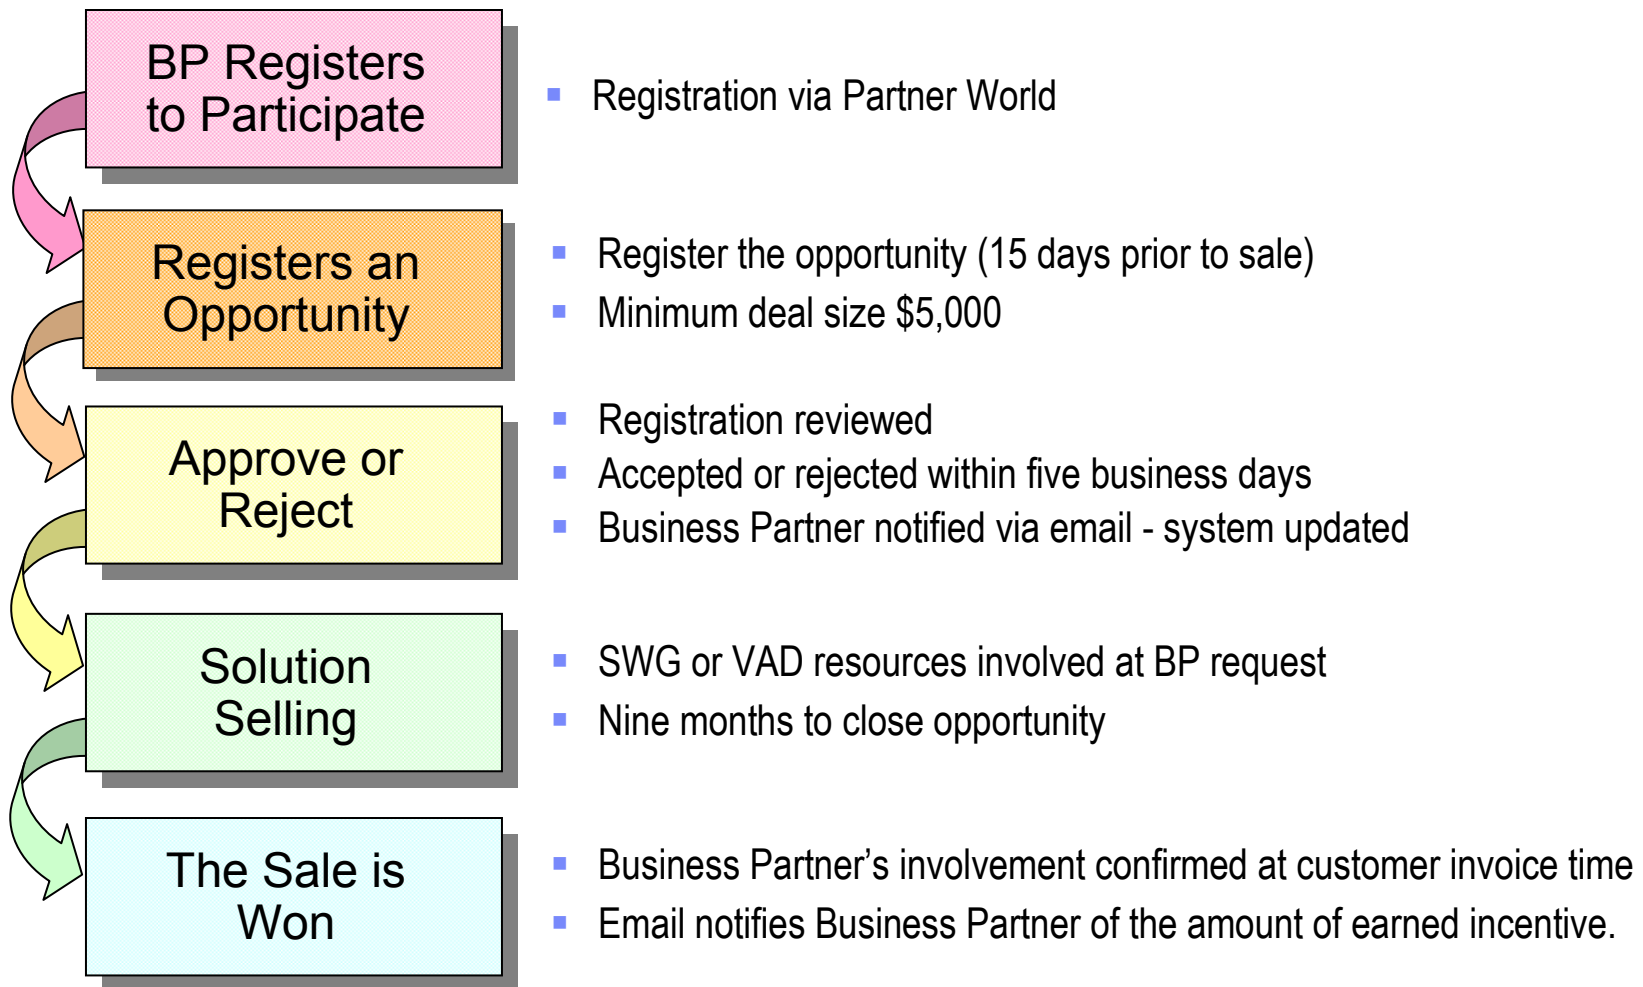 BP Registers
to Participate
Registration via Partner World
Registers an
Opportunity
Register the opportunity (15 days prior to sale)
Minimum deal size $5,000
Approve or
Reject
Registration reviewed
Accepted or rejected within five business days
Business Partner notified via email - system updated
Solution
Selling
SWG or VAD resources involved at BP request
Nine months to close opportunity
The Sale is
Won
Business Partner’s involvement confirmed at customer invoice time
Email notifies Business Partner of the amount of earned incentive.